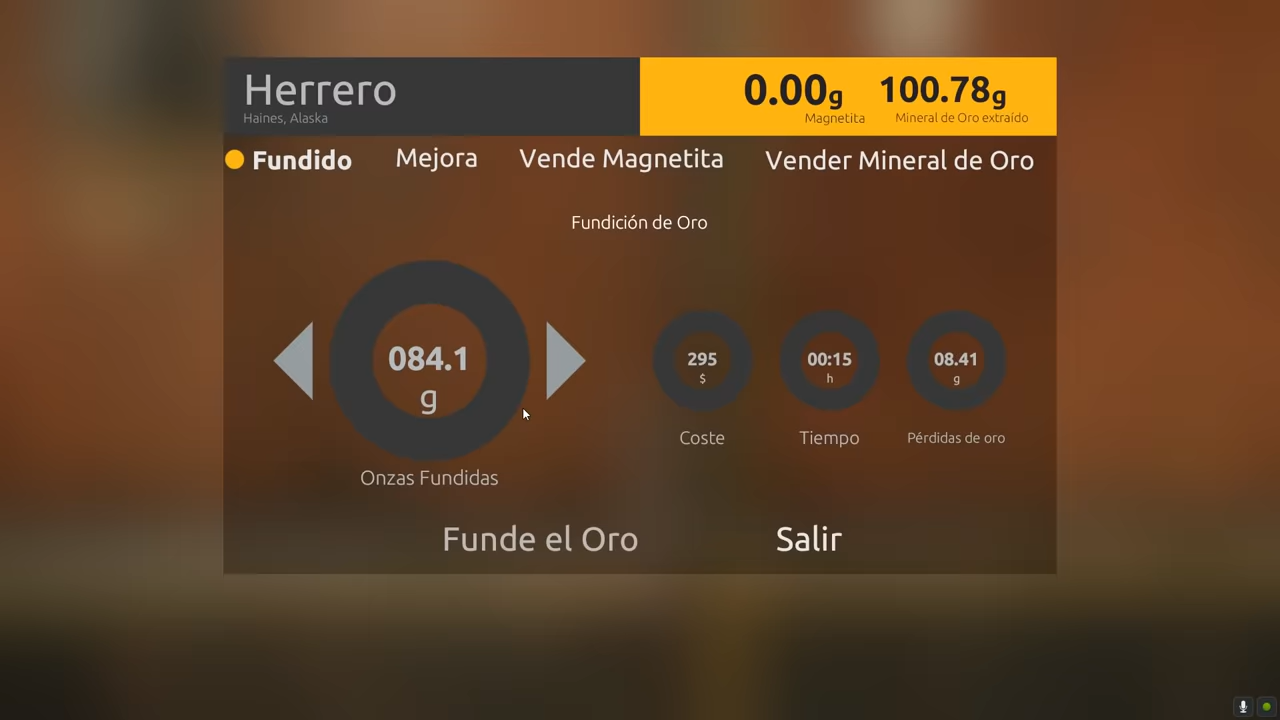 Herrero
Haines, Alaska
0.00g
Magnetita
100.78g
Mineral de Oro extraído
Fundido
Mejora
Vende Magnetita
Vender Mineral de Oro
Fundición de Oro
084.1
g
Onzas Fundidas
295
$
Coste
00:15
h
Tiempo
08.41
g
Pérdidas de oro
Funde el Oro
Salir